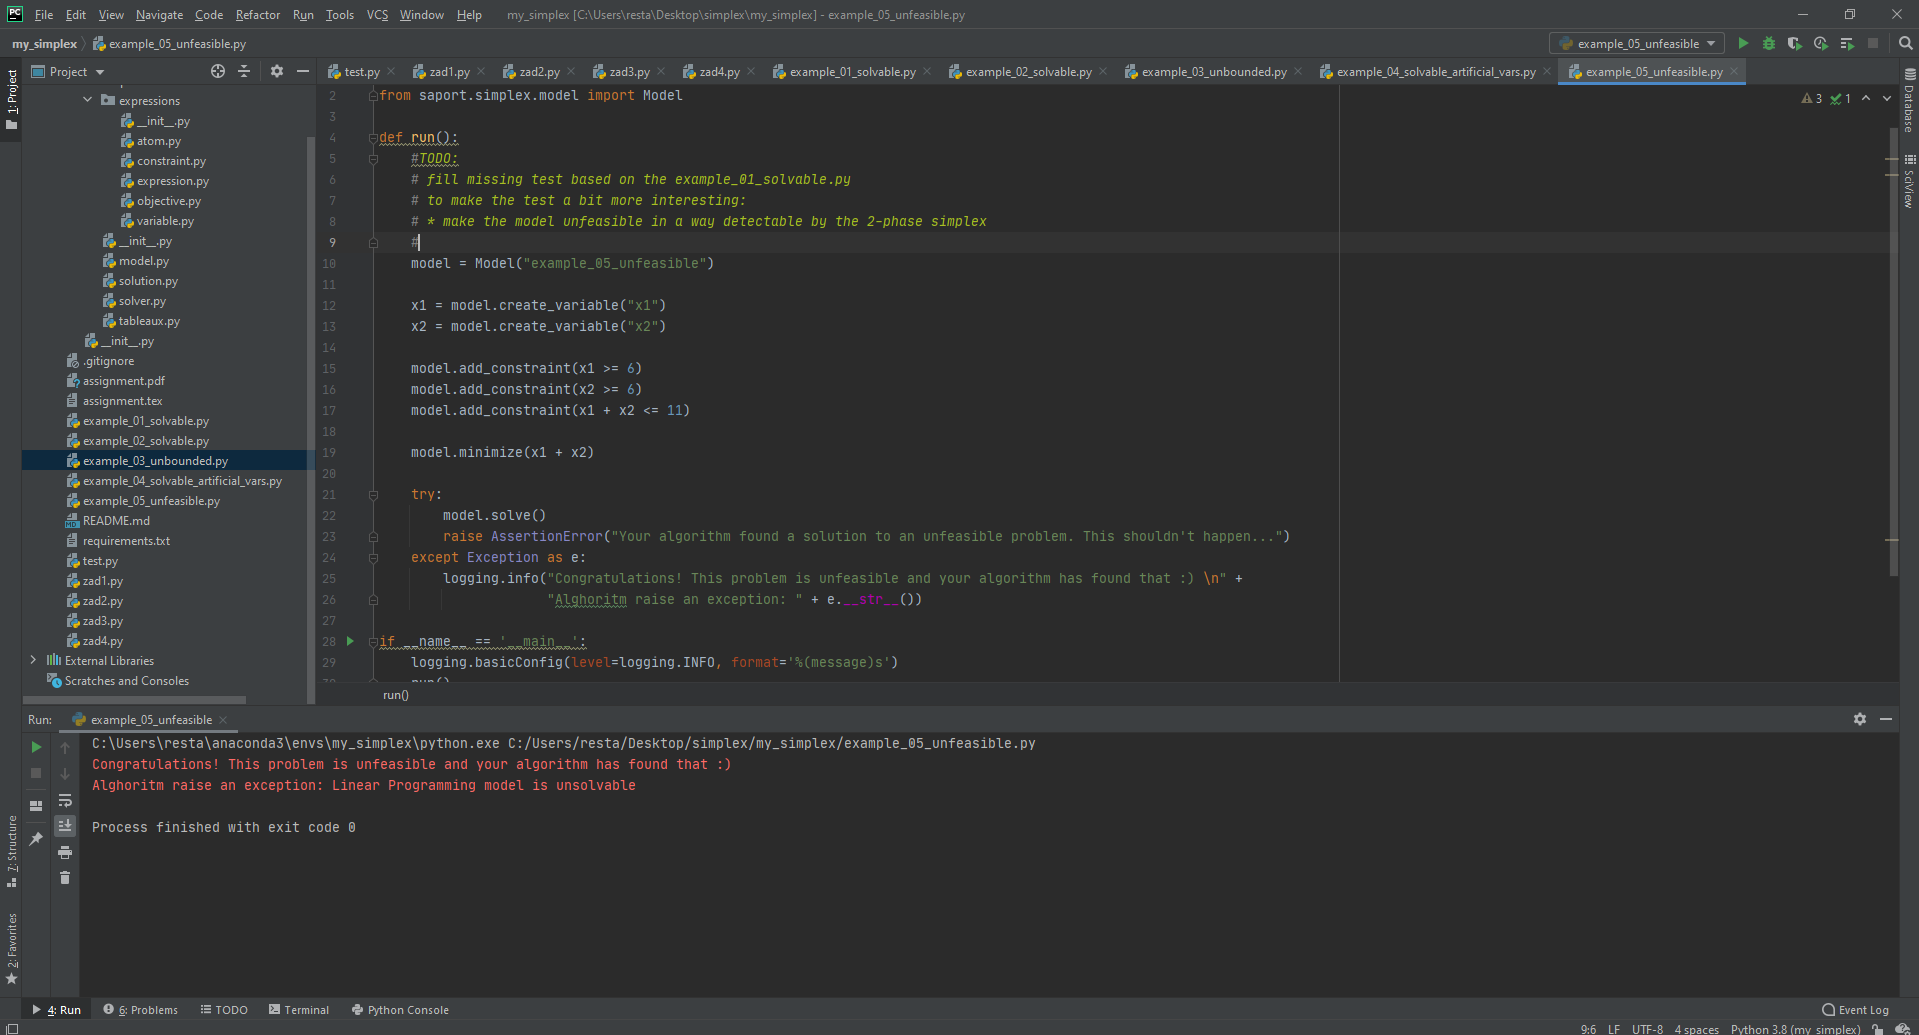 PC File Edit View Navigate Code Refactor Run Tools VCS Window Help my_simplex [C:\Users\resta\Desktop\simplex\my_simplex] - example_05_unfeasible.py
my_simplex example_05_unfeasible.py example_05_unfeasible
1: Project Project test.py zad1.py zad2.py zad3.py zad4.py example_01_solvable.py example_02_solvable.py example_03_unbounded.py example_04_solvable_artificial_vars.py example_05_unfeasible.py
expressions
__init__.py
atom.py
constraint.py
expression.py
objective.py
variable.py
__init__.py
model.py
solution.py
solver.py
tableaux.py
__init__.py
.gitignore
assignment.pdf
assignment.tex
example_01_solvable.py
example_02_solvable.py
example_03_unbounded.py
example_04_solvable_artificial_vars.py
example_05_unfeasible.py
README.md
requirements.txt
test.py
zad1.py
zad2.py
zad3.py
zad4.py
External Libraries
Scratches and Consoles
2 from saport.simplex.model import Model
3
4 def run():
5 #TODO:
6 # fill missing test based on the example_01_solvable.py
7 # to make the test a bit more interesting:
8 # * make the model unfeasible in a way detectable by the 2-phase simplex
9 #
10 model = Model("example_05_unfeasible")
11
12 x1 = model.create_variable("x1")
13 x2 = model.create_variable("x2")
14
15 model.add_constraint(x1 >= 6)
16 model.add_constraint(x2 >= 6)
17 model.add_constraint(x1 + x2 <= 11)
18
19 model.minimize(x1 + x2)
20
21 try:
22 model.solve()
23 raise AssertionError("Your algorithm found a solution to an unfeasible problem. This shouldn't happen...")
24 except Exception as e:
25 logging.info("Congratulations! This problem is unfeasible and your algorithm has found that :) \n" +
26 "Alghoritm raise an exception: " + e.__str__())
27
28 if __name__ == '__main__':
29 logging.basicConfig(level=logging.INFO, format='%(message)s')
30 run()
3 1
Database
SciView
run()
Run: example_05_unfeasible
C:\Users\resta\anaconda3\envs\my_simplex\python.exe C:/Users/resta/Desktop/simplex/my_simplex/example_05_unfeasible.py
Congratulations! This problem is unfeasible and your algorithm has found that :)
Alghoritm raise an exception: Linear Programming model is unsolvable
Process finished with exit code 0
7: Structure
2: Favorites
4: Run 6: Problems TODO Terminal Python Console Event Log
9:6 LF UTF-8 4 spaces Python 3.8 (my_simplex)